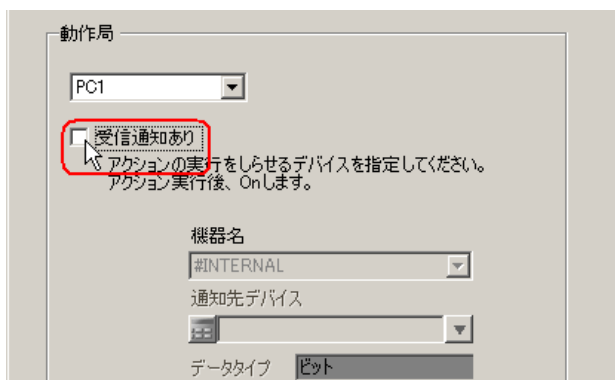 動作局
PC1
受信通知あり
アクションの実行をしらせるデバイスを指定してください。
アクション実行後、Onします。
機器名
#INTERNAL
通知先デバイス
データタイプ ビット